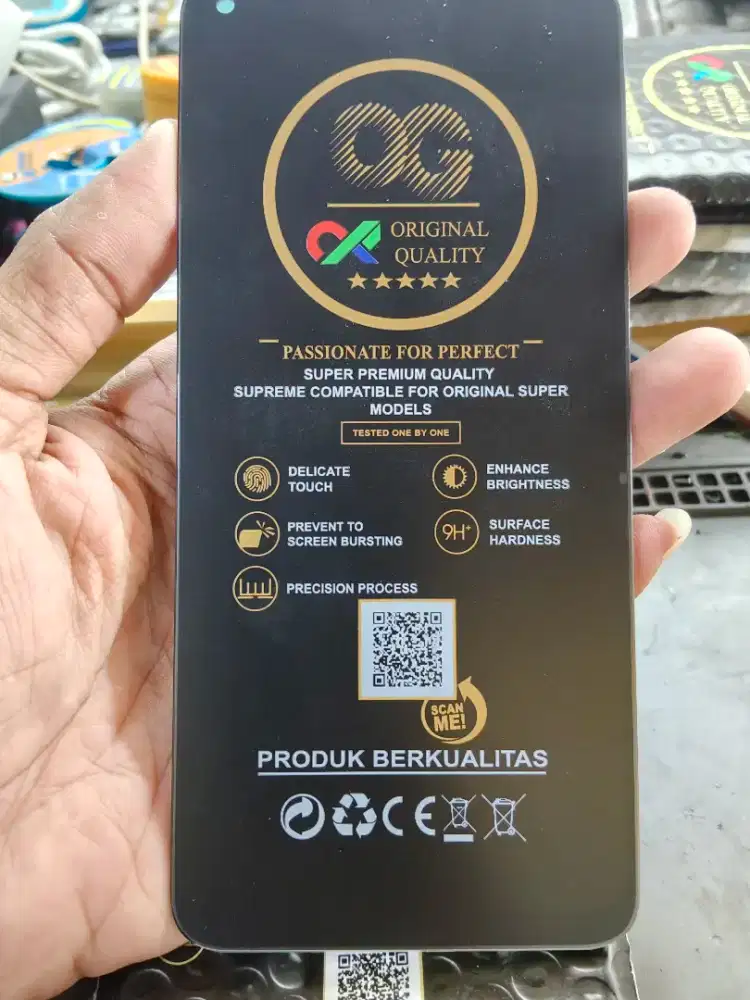 OG
ORIGINAL
QUALITY
PASSIONATE FOR PERFECT
SUPER PREMIUM QUALITY
SUPREME COMPATIBLE FOR ORIGINAL SUPER
MODELS
TESTED ONE BY ONE
DELICATE
TOUCH
ENHANCE
BRIGHTNESS
PREVENT TO
SCREEN BURSTING
9H+
SURFACE
HARDNESS
PRECISION PROCESS
SCAN
ME!
PRODUK BERKUALITAS
CE